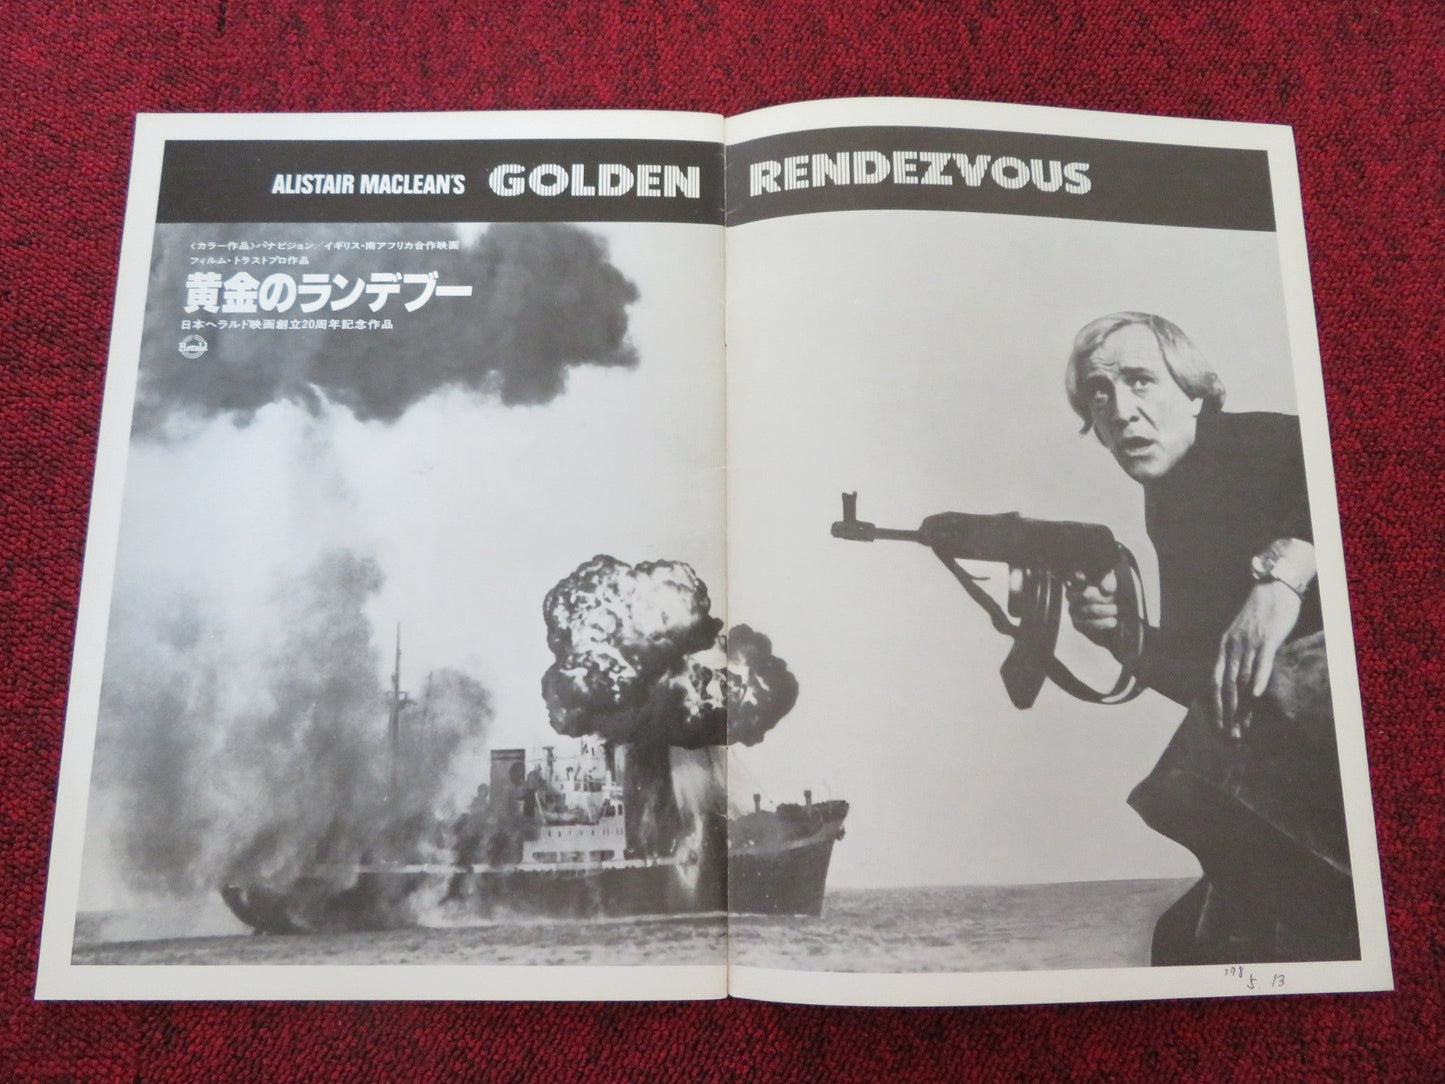 ALISTAIR MACLEAN'S GOLDEN RENDEZVOUS
〈カラー作品〉パナビジョン／イギリス・南アフリカ合作映画
フィルム・トラストプロ作品
黄金のランデブー
日本ヘラルド映画創立20周年記念作品
Herald
'78 5. 13